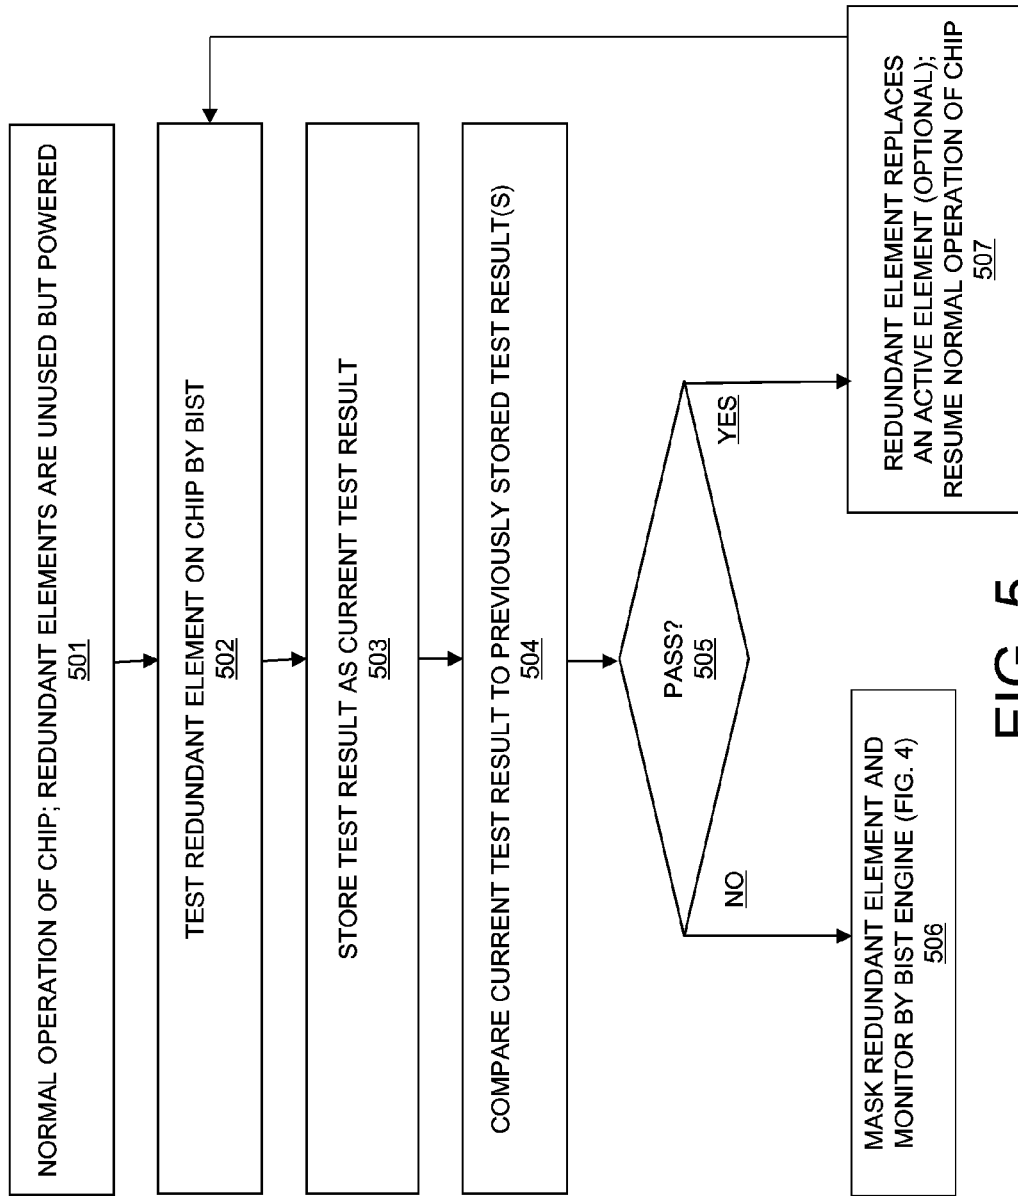 NORMAL OPERATION OF CHIP; REDUNDANT ELEMENTS ARE UNUSED BUT POWERED
501
TEST REDUNDANT ELEMENT ON CHIP BY BIST
502
STORE TEST RESULT AS CURRENT TEST RESULT
503
COMPARE CURRENT TEST RESULT TO PREVIOUSLY STORED TEST RESULT(S)
504
PASS?
505
NO
YES
MASK REDUNDANT ELEMENT AND
MONITOR BY BIST ENGINE (FIG. 4)
506
REDUNDANT ELEMENT REPLACES
AN ACTIVE ELEMENT (OPTIONAL);
RESUME NORMAL OPERATION OF CHIP
507
FIG. 5